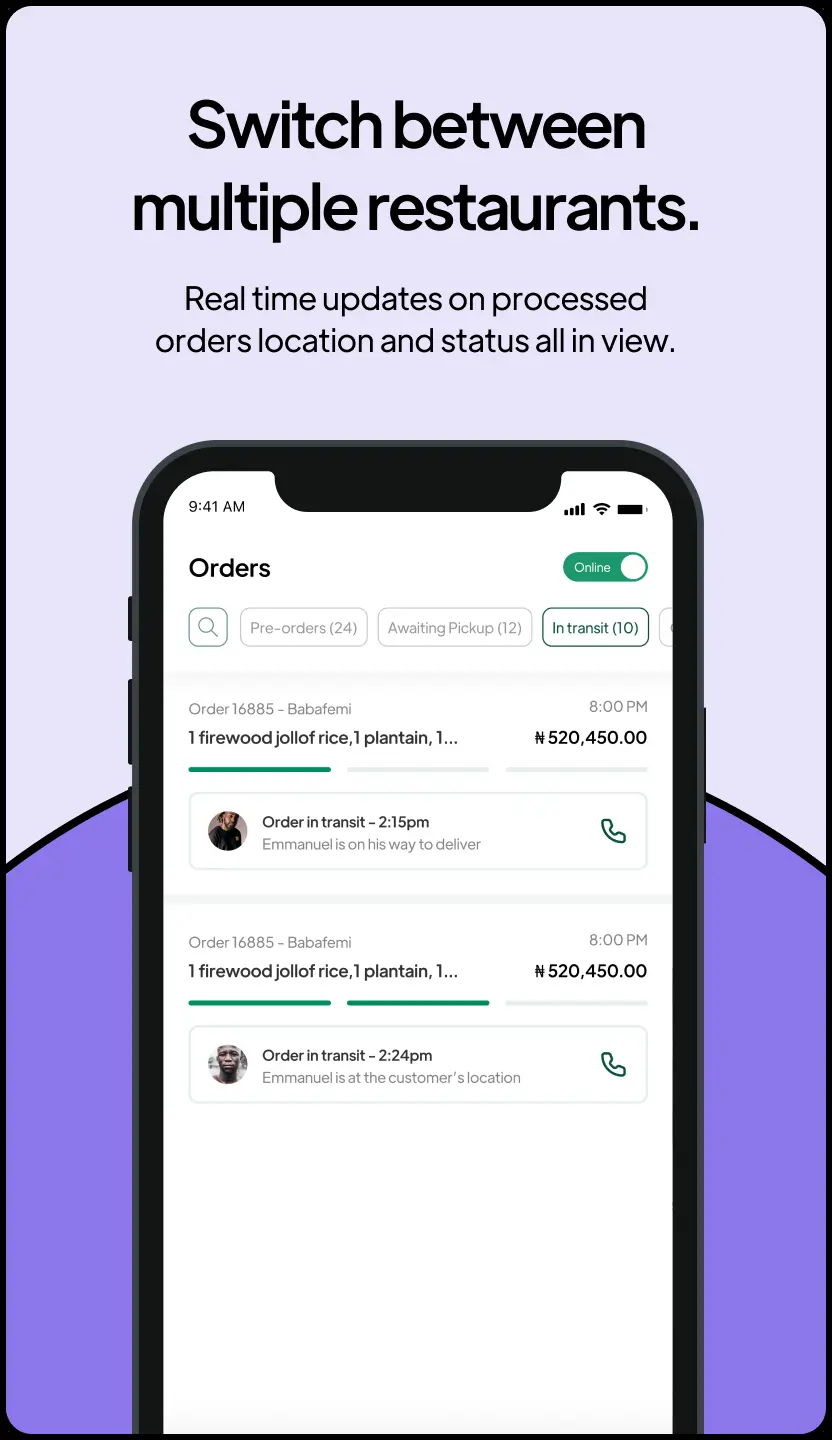 Switch between
multiple restaurants.
Real time updates on processed
orders location and status all in view.
9:41 AM
Orders
Online
Pre-orders (24)
Awaiting Pickup (12)
In transit (10)
Order 16885 - Babafemi
8:00 PM
1 firewood jollof rice,1 plantain, 1...
₦520,450.00
Order in transit - 2:15pm
Emmanuel is on his way to deliver
Order 16885 - Babafemi
8:00 PM
1 firewood jollof rice,1 plantain, 1...
₦520,450.00
Order in transit - 2:24pm
Emmanuel is at the customer's location